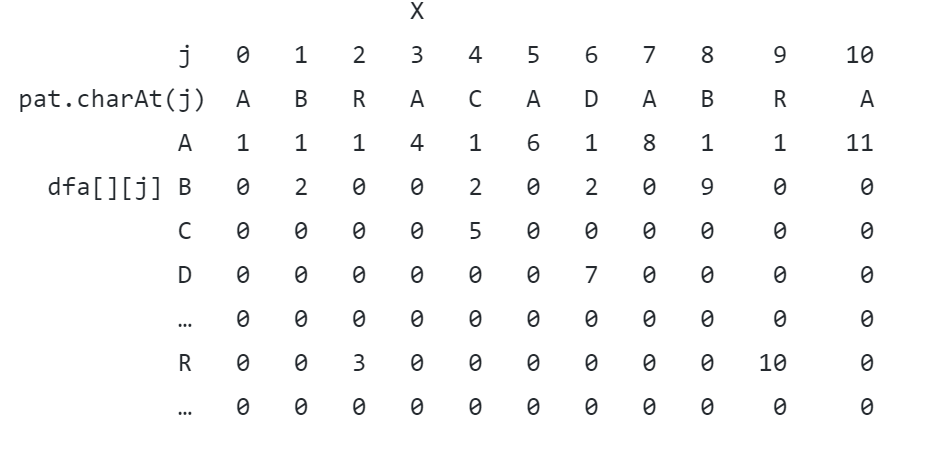 X
j 0 1 2 3 4 5 6 7 8 9 10
pat.charAt(j) A B R A C A D A B R A
A 1 1 1 4 1 6 1 8 1 1 11
dfa[][j] B 0 2 0 0 2 0 2 0 9 0 0
C 0 0 0 0 5 0 0 0 0 0 0
D 0 0 0 0 0 0 7 0 0 0 0
… 0 0 0 0 0 0 0 0 0 0 0
R 0 0 3 0 0 0 0 0 0 10 0
… 0 0 0 0 0 0 0 0 0 0 0